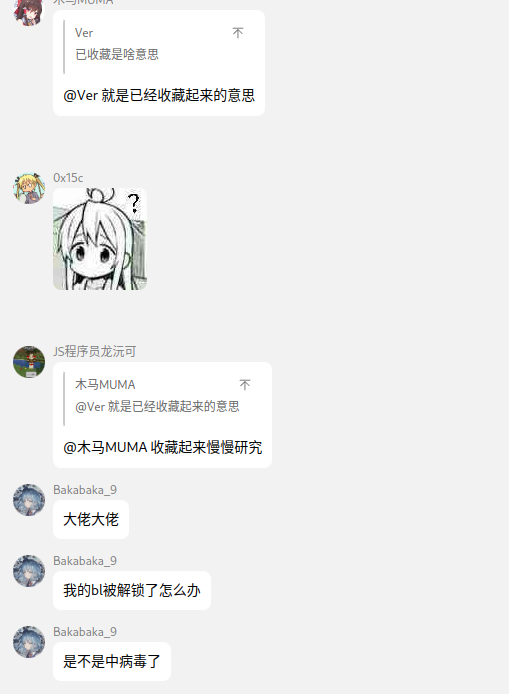 木马MUMA
Ver
已收藏是啥意思
@Ver 就是已经收藏起来的意思
0x15c
?
JS程序员龙沅可
木马MUMA
@Ver 就是已经收藏起来的意思
@木马MUMA 收藏起来慢慢研究
Bakabaka_9
大佬大佬
Bakabaka_9
我的bl被解锁了怎么办
Bakabaka_9
是不是中病毒了